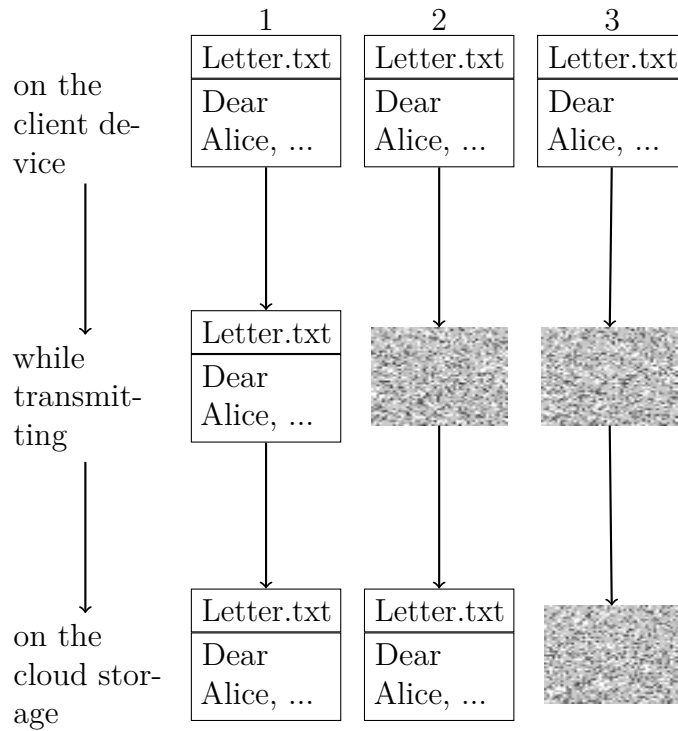 1 2 3
on the
client de-
vice
Letter.txt
Dear
Alice, ...
Letter.txt
Dear
Alice, ...
Letter.txt
Dear
Alice, ...
while
transmit-
ting
Letter.txt
Dear
Alice, ...
on the
cloud stor-
age
Letter.txt
Dear
Alice, ...
Letter.txt
Dear
Alice, ...